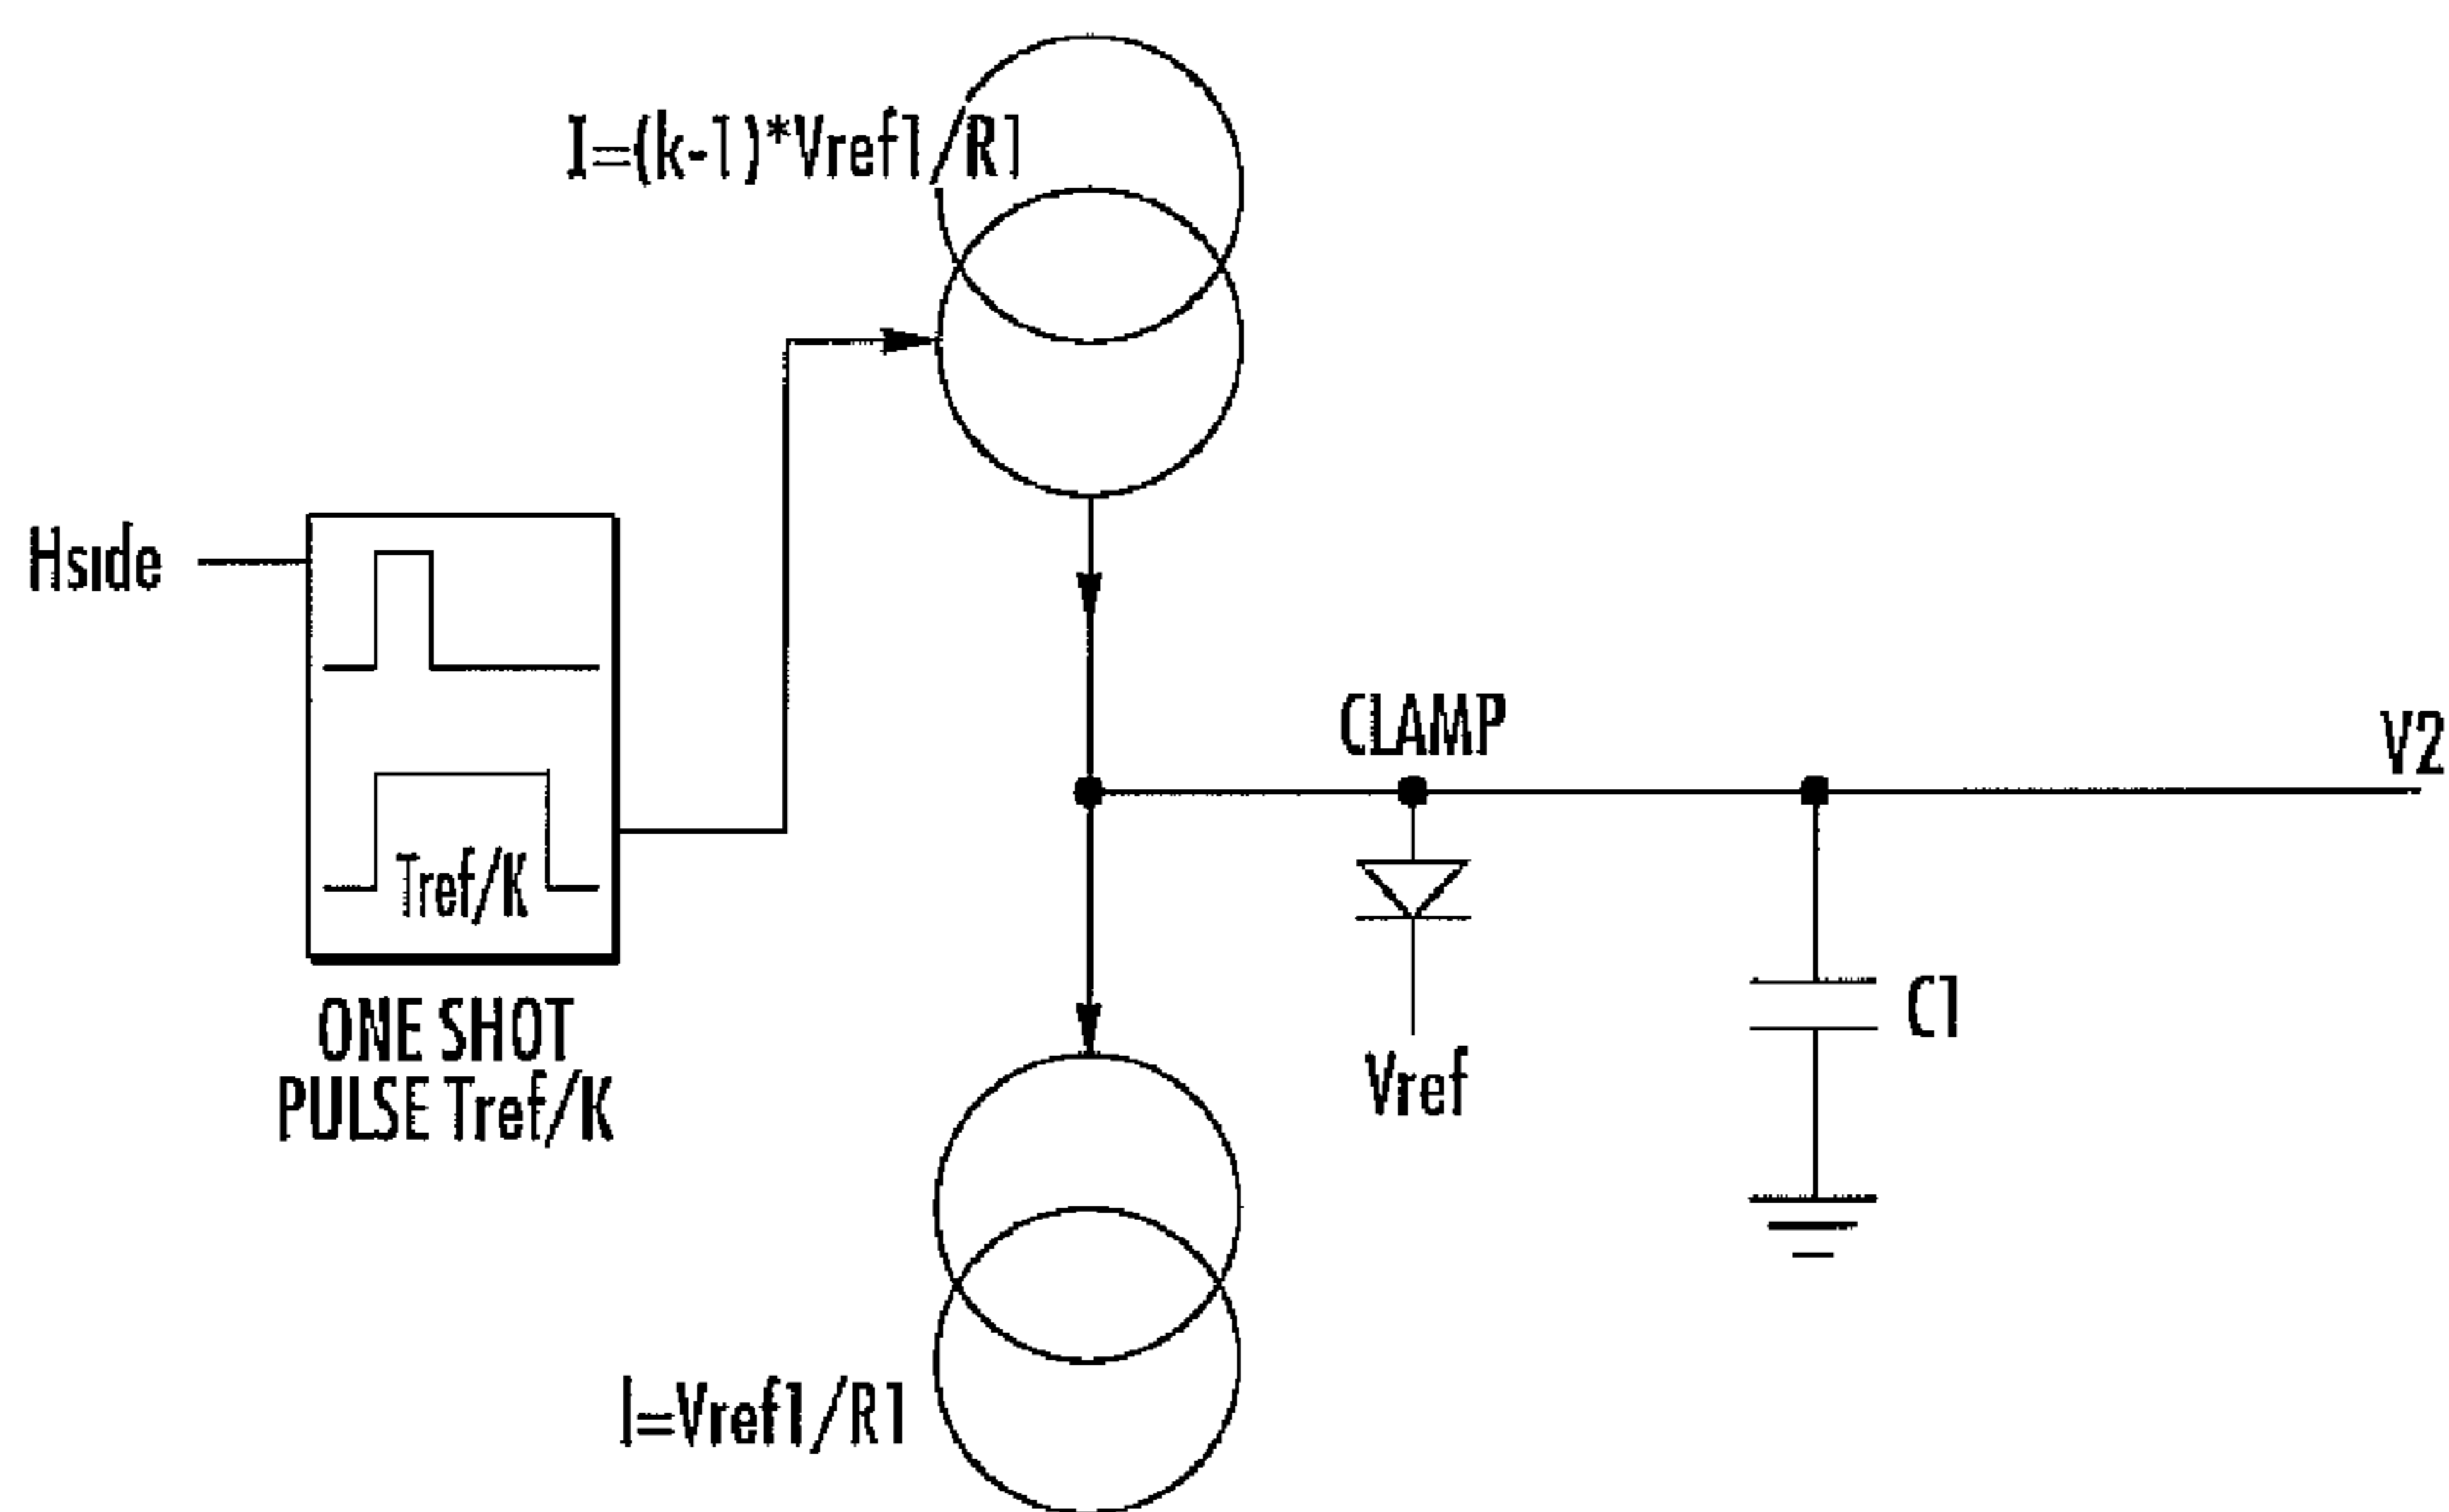 I=(k-1)*Vref1/R1
Hside
Tref/K
ONE SHOT
PULSE Tref/K
CLAMP
V2
Vref
C1
I=Vref1/R1